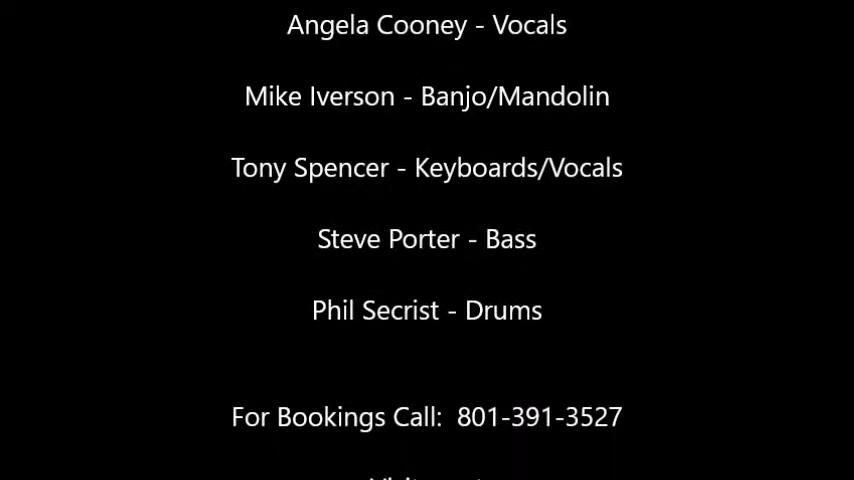 Angela Cooney - Vocals
Mike Iverson - Banjo/Mandolin
Tony Spencer - Keyboards/Vocals
Steve Porter - Bass
Phil Secrist - Drums
For Bookings Call:  801-391-3527